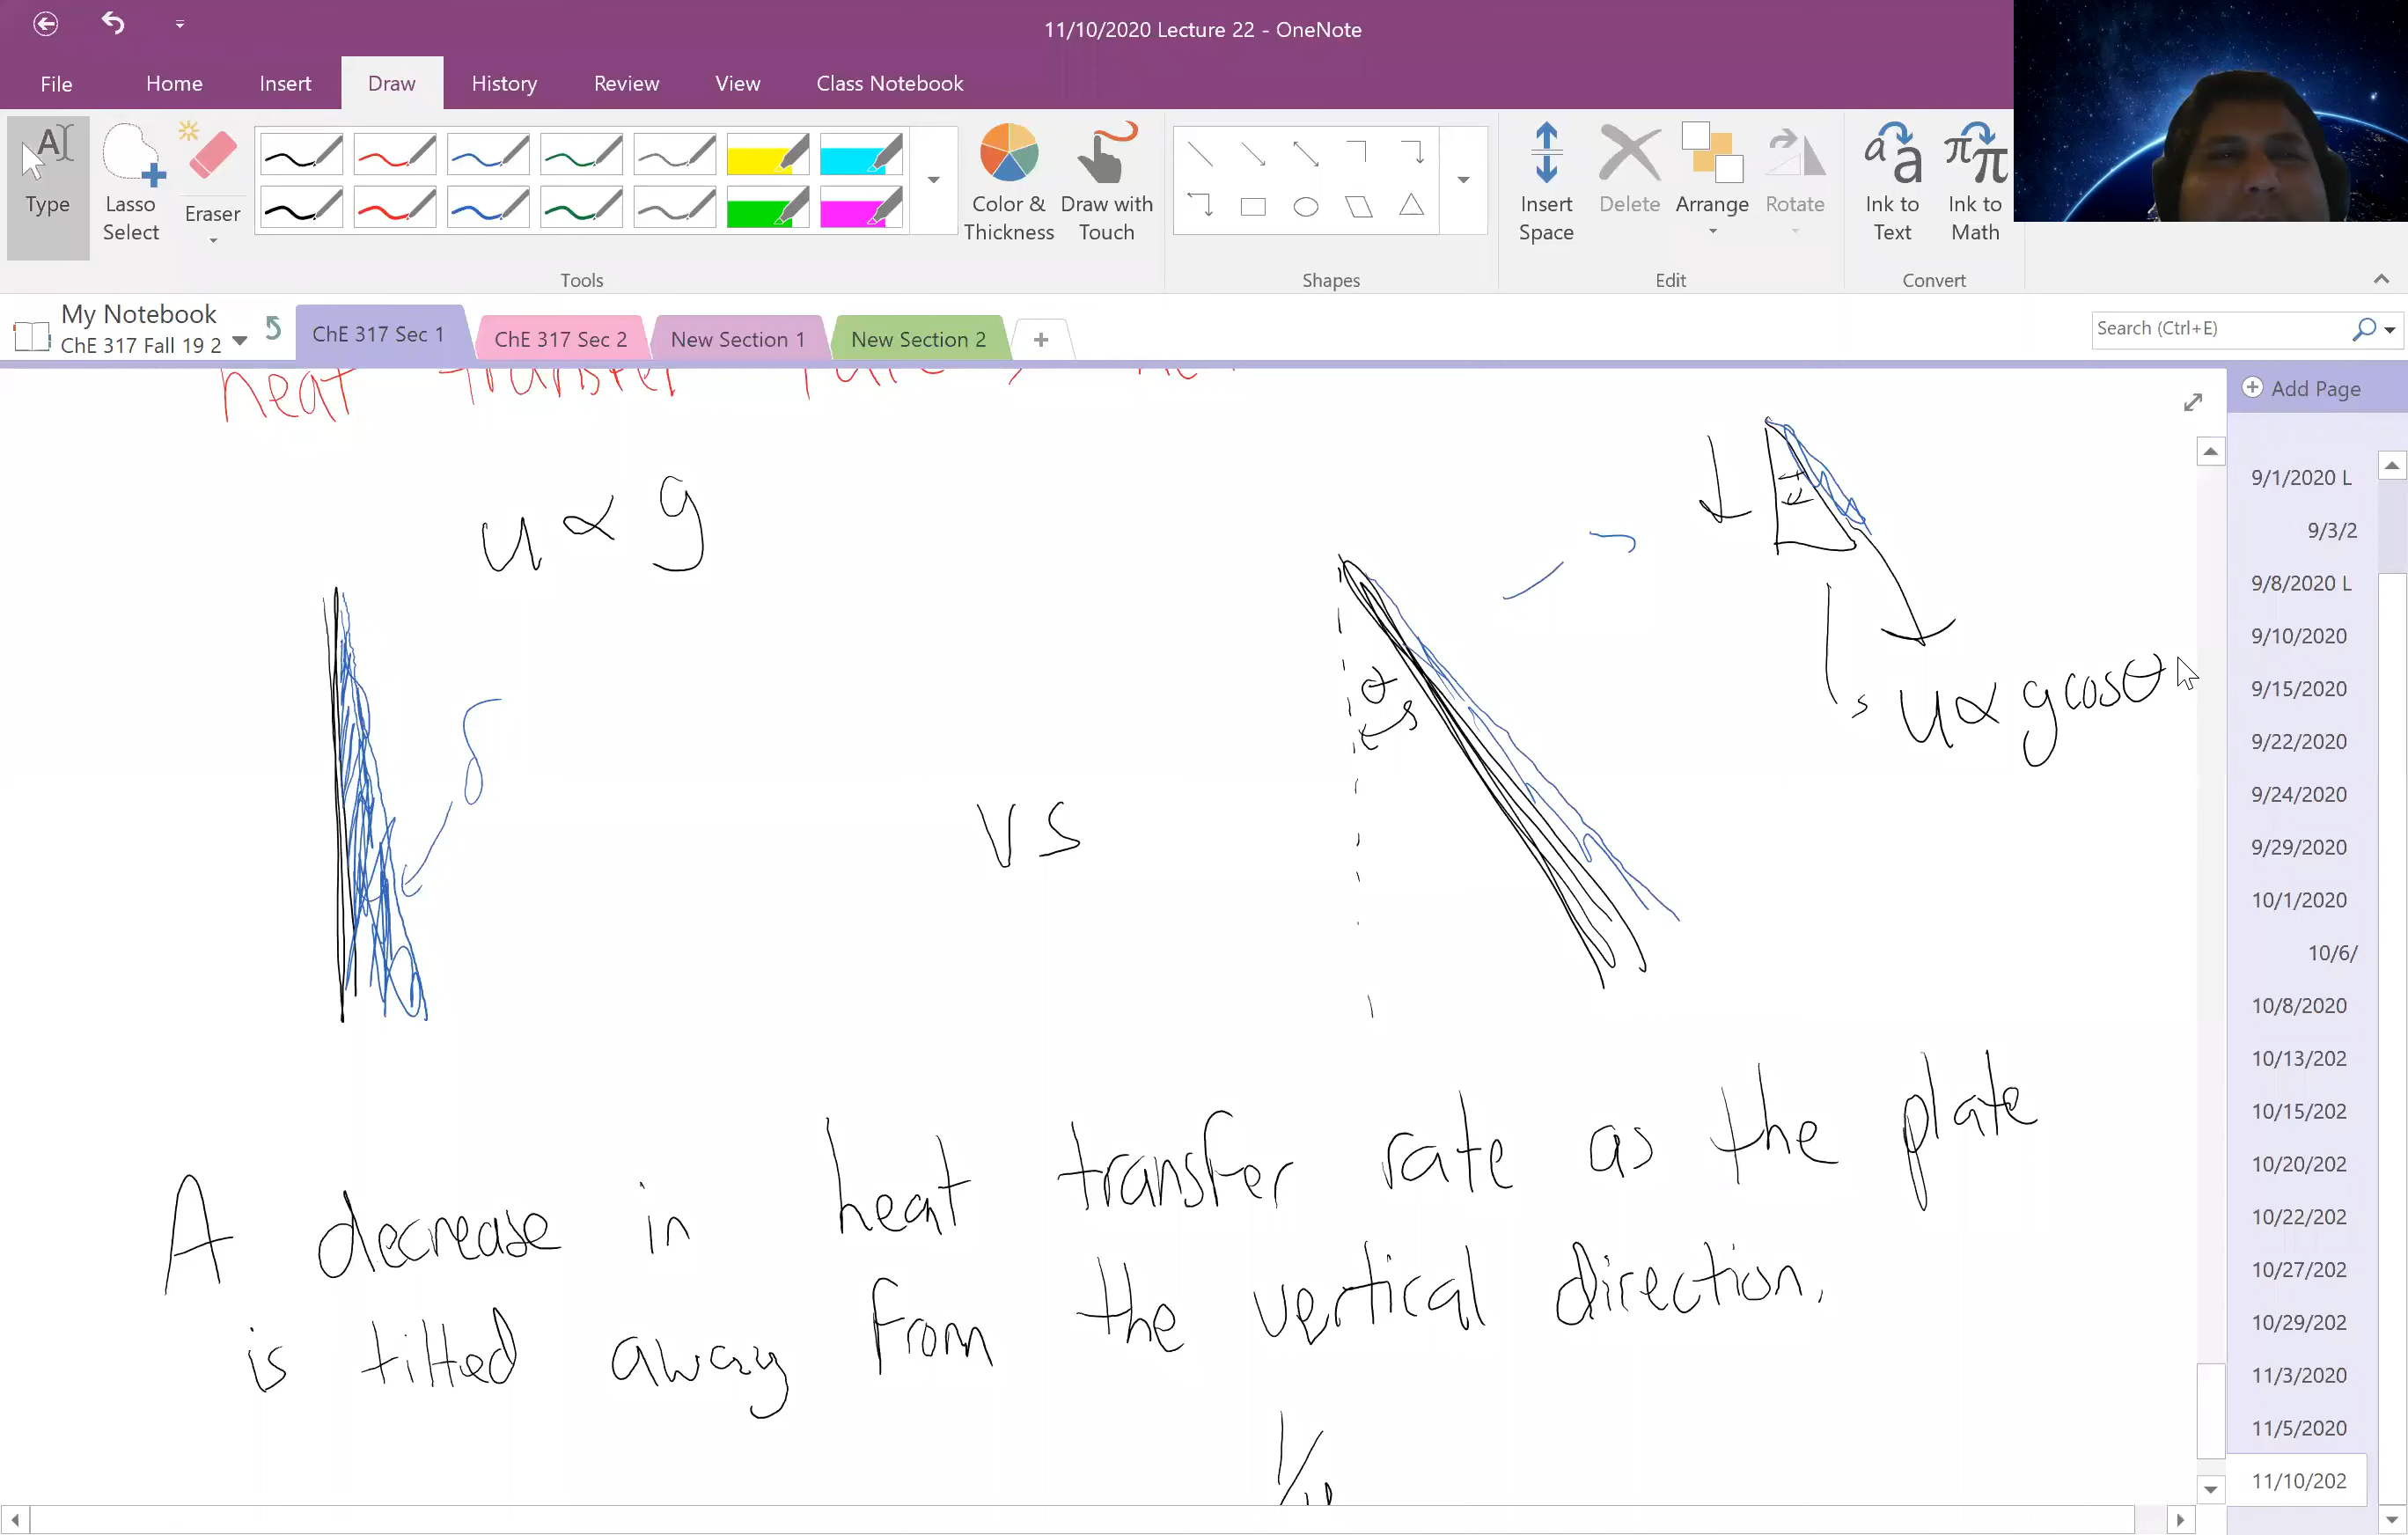 11/10/2020 Lecture 22 - OneNote
File Home Insert Draw History Review View Class Notebook
Type
Lasso Select
Eraser
Color & Thickness
Draw with Touch
Insert Space
Delete
Arrange
Rotate
Ink to Text
Ink to Math
Tools
Shapes
Edit
Convert
My Notebook
ChE 317 Fall 19 2
ChE 317 Sec 1
ChE 317 Sec 2
New Section 1
New Section 2
Search (Ctrl+E)
Add Page
heat transfer
u ∝ g
δ
vs
θ
θ
u ∝ g cosθ
A decrease in heat transfer rate as the plate
is tilted away from the vertical direction.
9/1/2020 L
9/3/2
9/8/2020 L
9/10/2020
9/15/2020
9/22/2020
9/24/2020
9/29/2020
10/1/2020
10/6/
10/8/2020
10/13/202
10/15/202
10/20/202
10/22/202
10/27/202
10/29/202
11/3/2020
11/5/2020
11/10/202